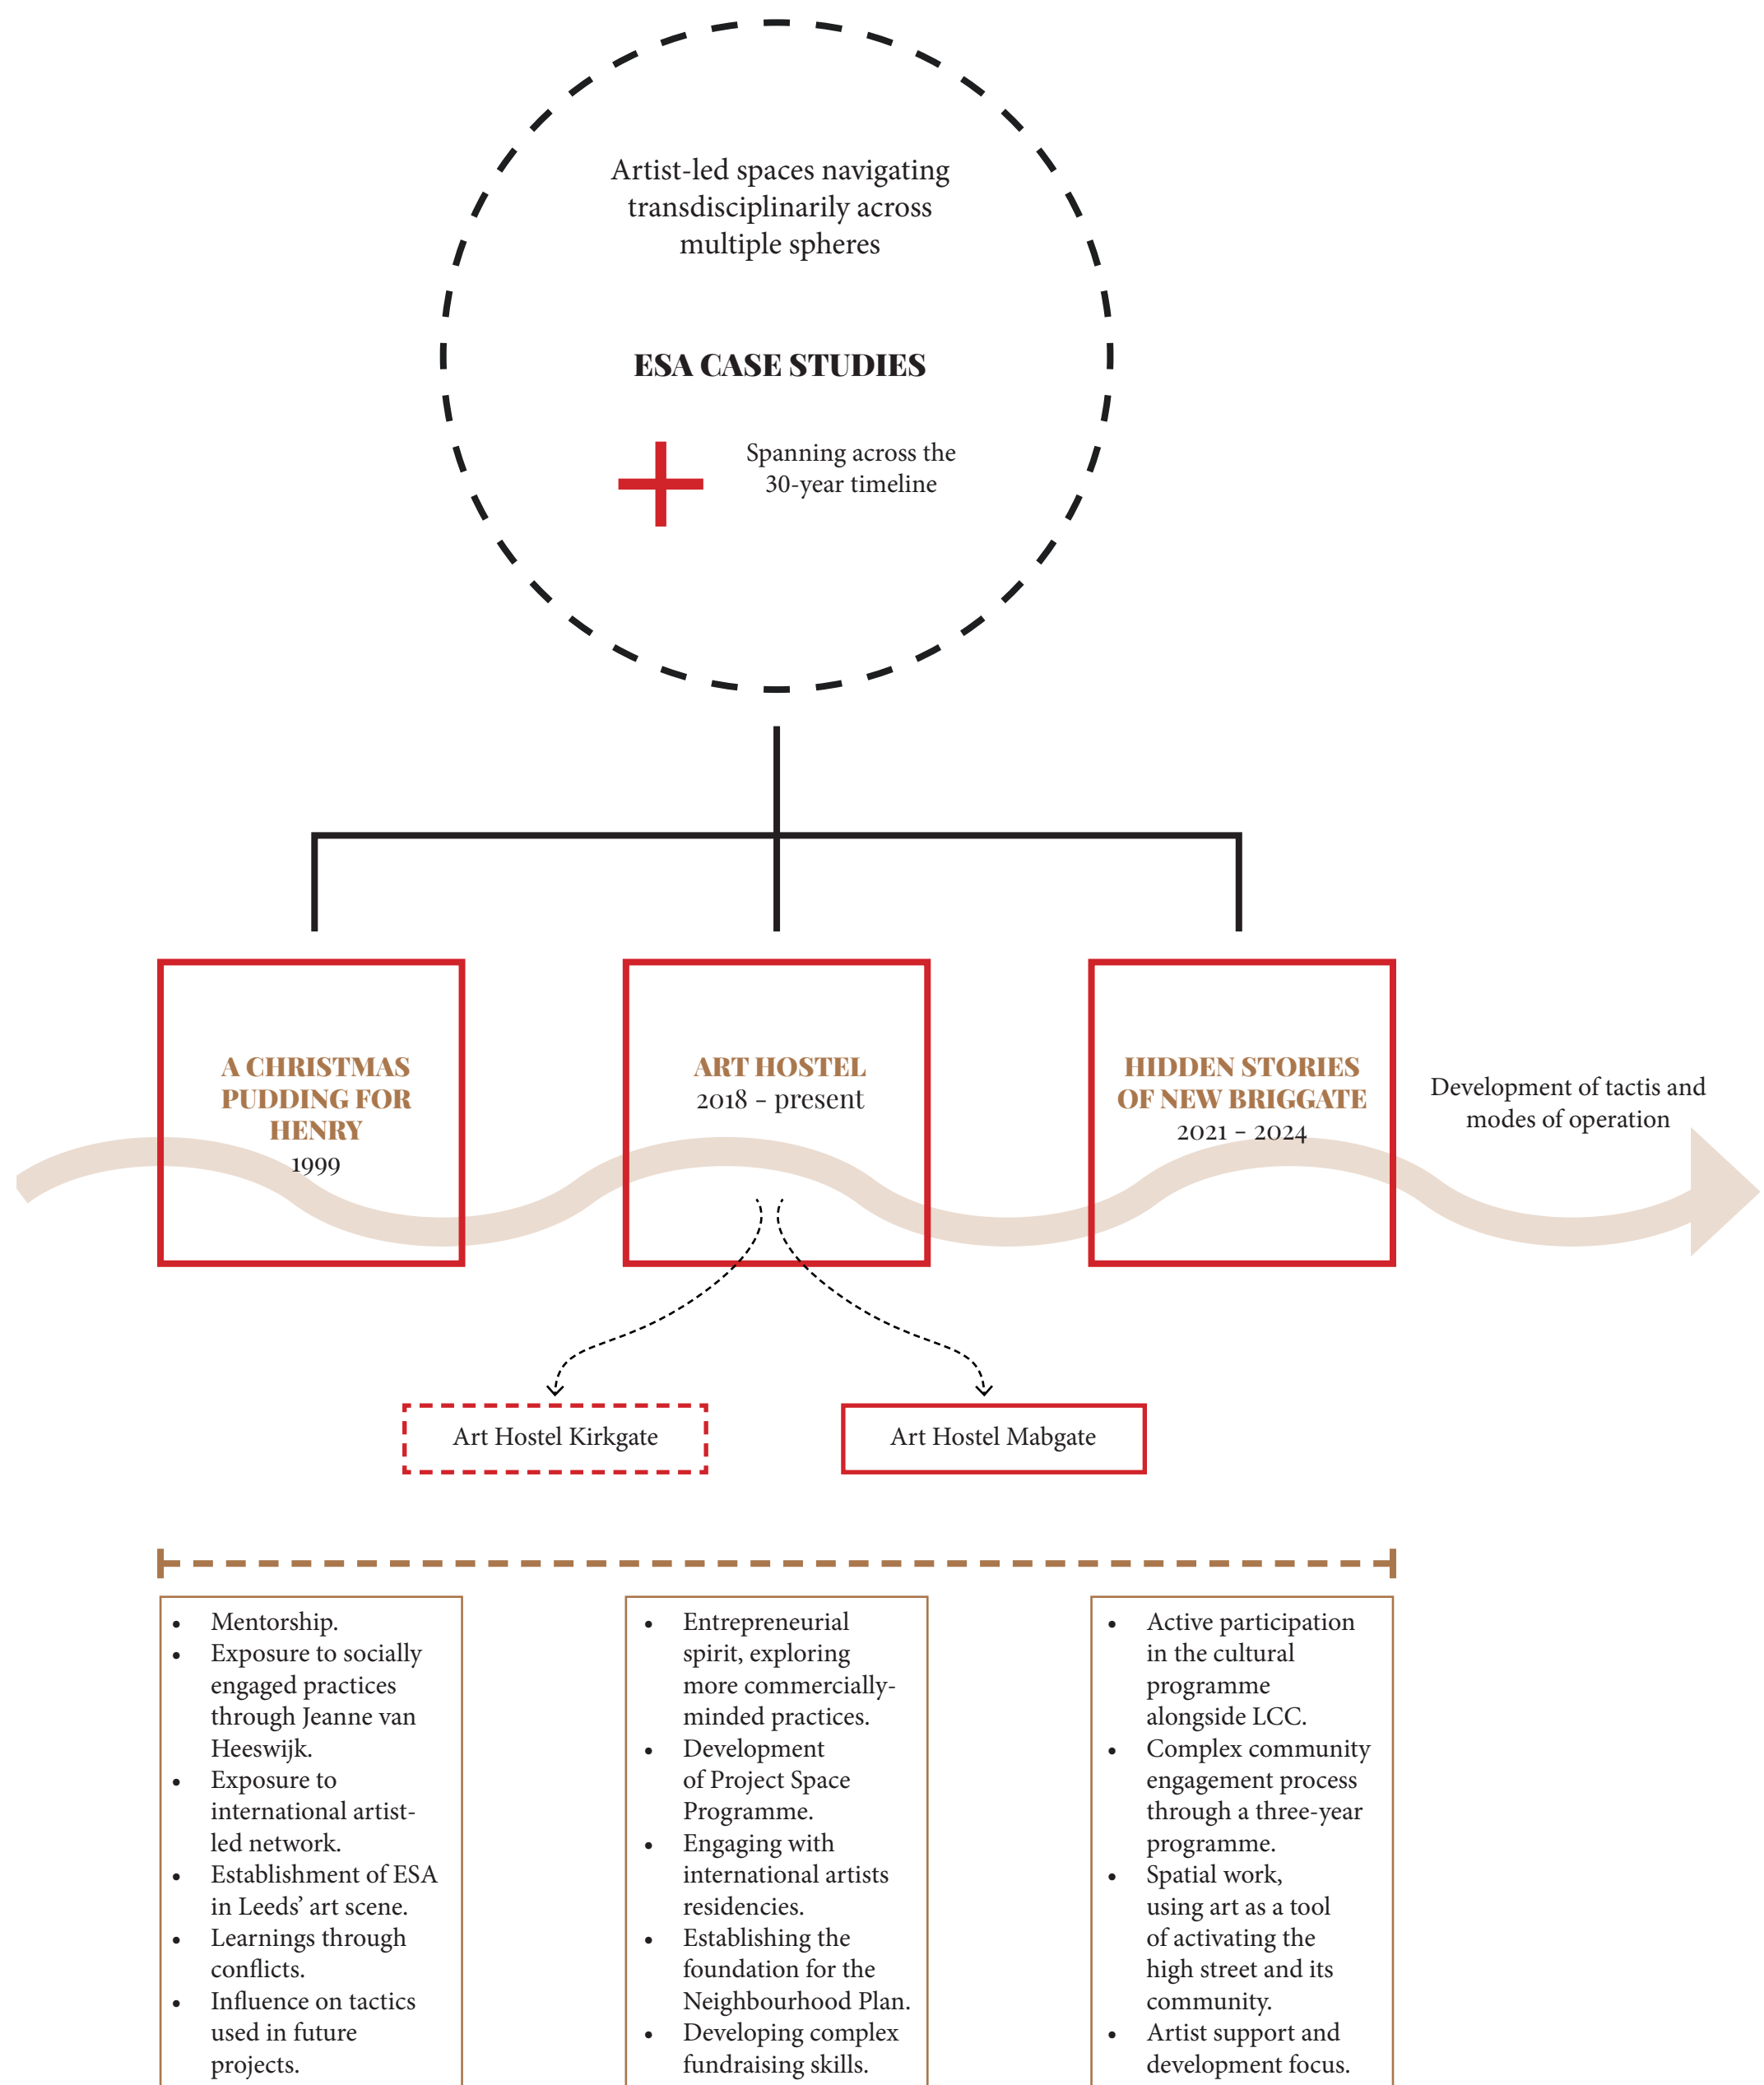 Artist-led spaces navigating
transdisciplinarily across
multiple spheres
ESA CASE STUDIES
Spanning across the
30-year timeline
A CHRISTMAS
PUDDING FOR
HENRY
1999
ART HOSTEL
2018 – present
HIDDEN STORIES
OF NEW BRIGGATE
2021 – 2024
Development of tactis and
modes of operation
Art Hostel Kirkgate
Art Hostel Mabgate
• Mentorship.
• Exposure to socially
engaged practices
through Jeanne van
Heeswijk.
• Exposure to
international artist-
led network.
• Establishment of ESA
in Leeds’ art scene.
• Learnings through
conflicts.
• Influence on tactics
used in future
projects.
• Entrepreneurial
spirit, exploring
more commercially-
minded practices.
• Development
of Project Space
Programme.
• Engaging with
international artists
residencies.
• Establishing the
foundation for the
Neighbourhood Plan.
• Developing complex
fundraising skills.
• Active participation
in the cultural
programme
alongside LCC.
• Complex community
engagement process
through a three-year
programme.
• Spatial work,
using art as a tool
of activating the
high street and its
community.
• Artist support and
development focus.